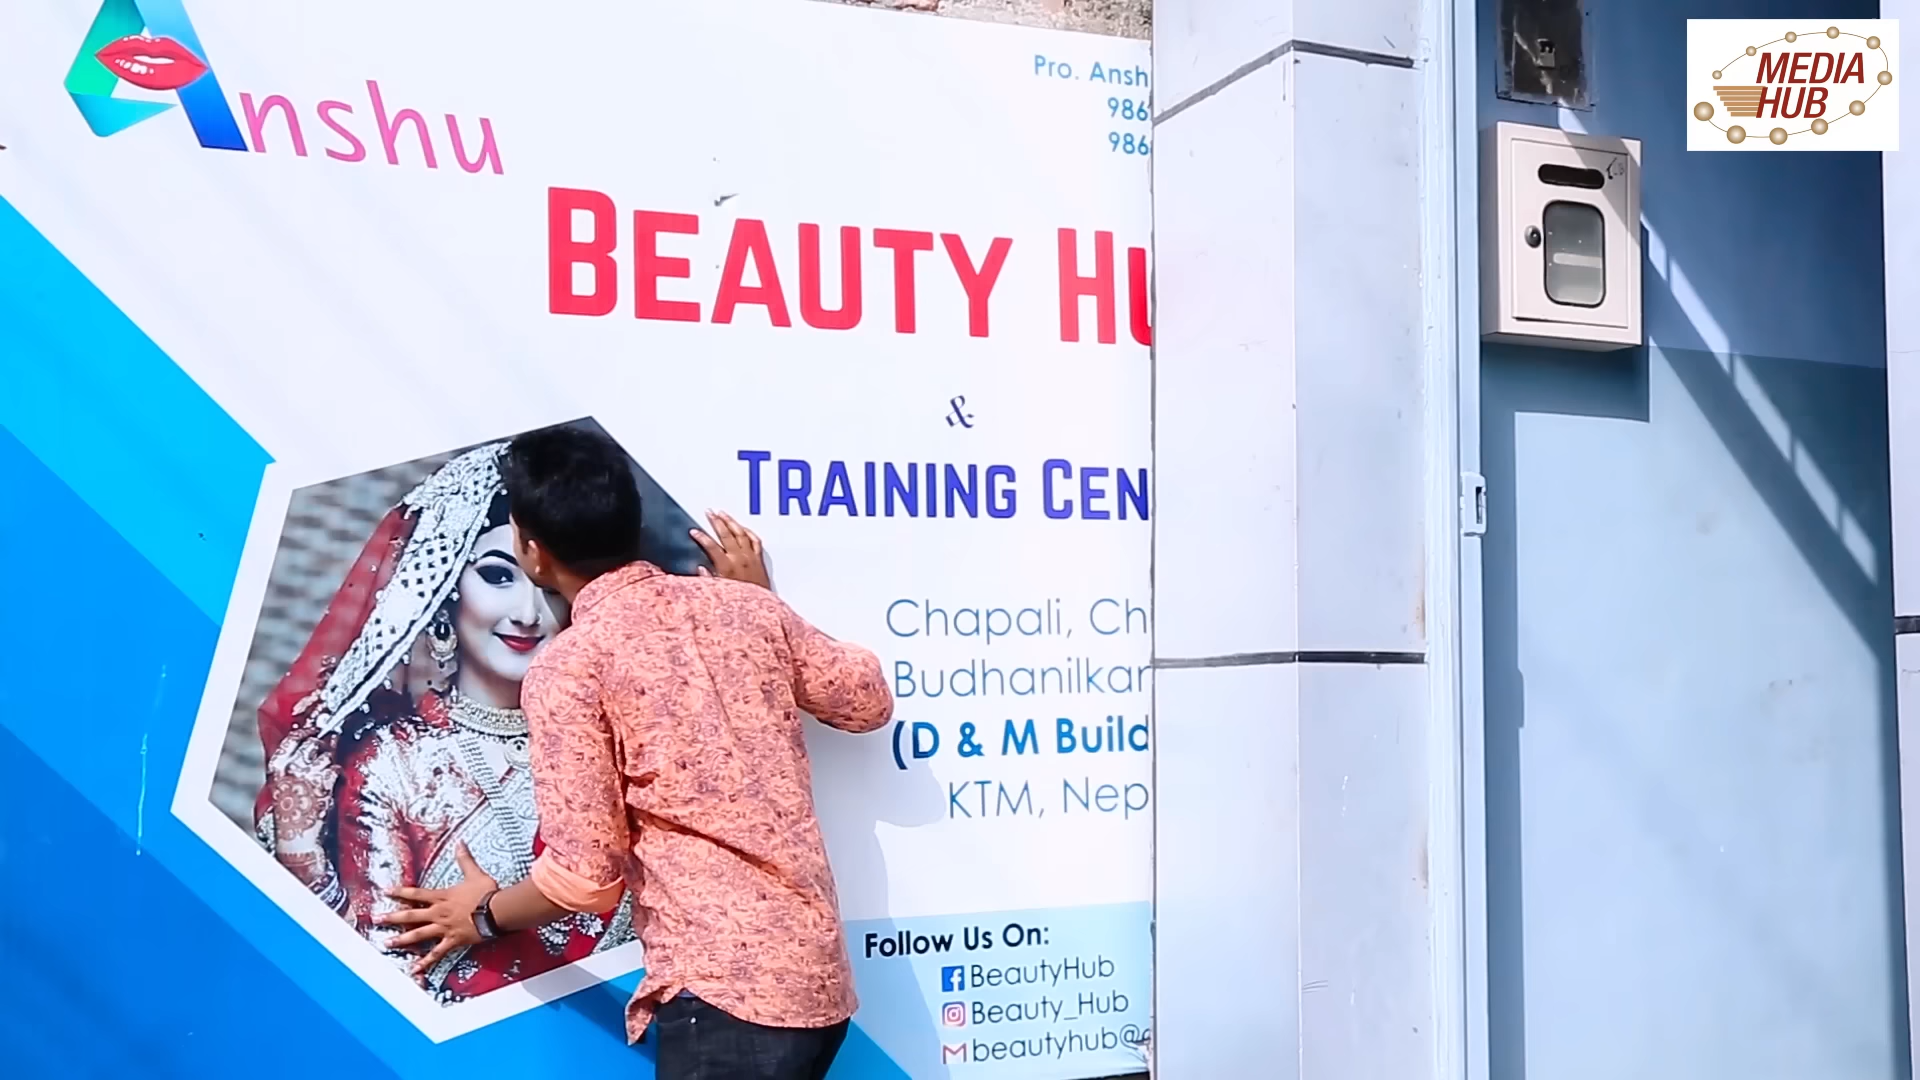 Anshu
Pro. Ansh
986
986
BEAUTY HU
&
TRAINING CEN
Chapali, Ch
Budhanilkan
(D & M Build
KTM, Nep
Follow Us On:
BeautyHub
Beauty_Hub
beautyhub@g
MEDIA
HUB